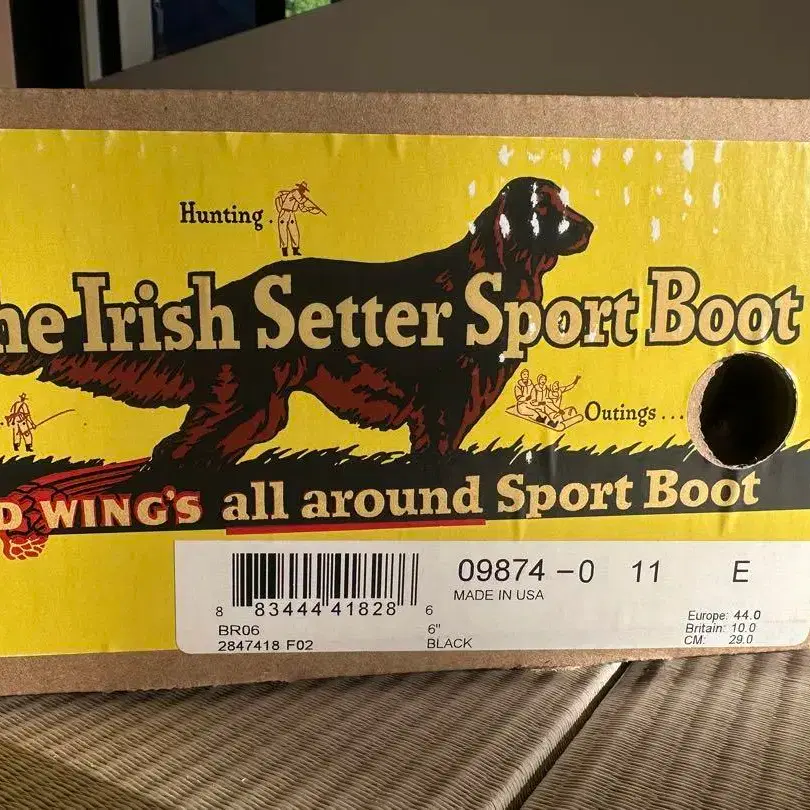 Hunting.
he Irish Setter Sport Boot
Outings...
D WING'S all around Sport Boot
09874-0 11 E
MADE IN USA
8 83444 41828 6
BR06
2847418 F02
6"
BLACK
Europe: 44.0
Britain: 10.0
CM: 29.0